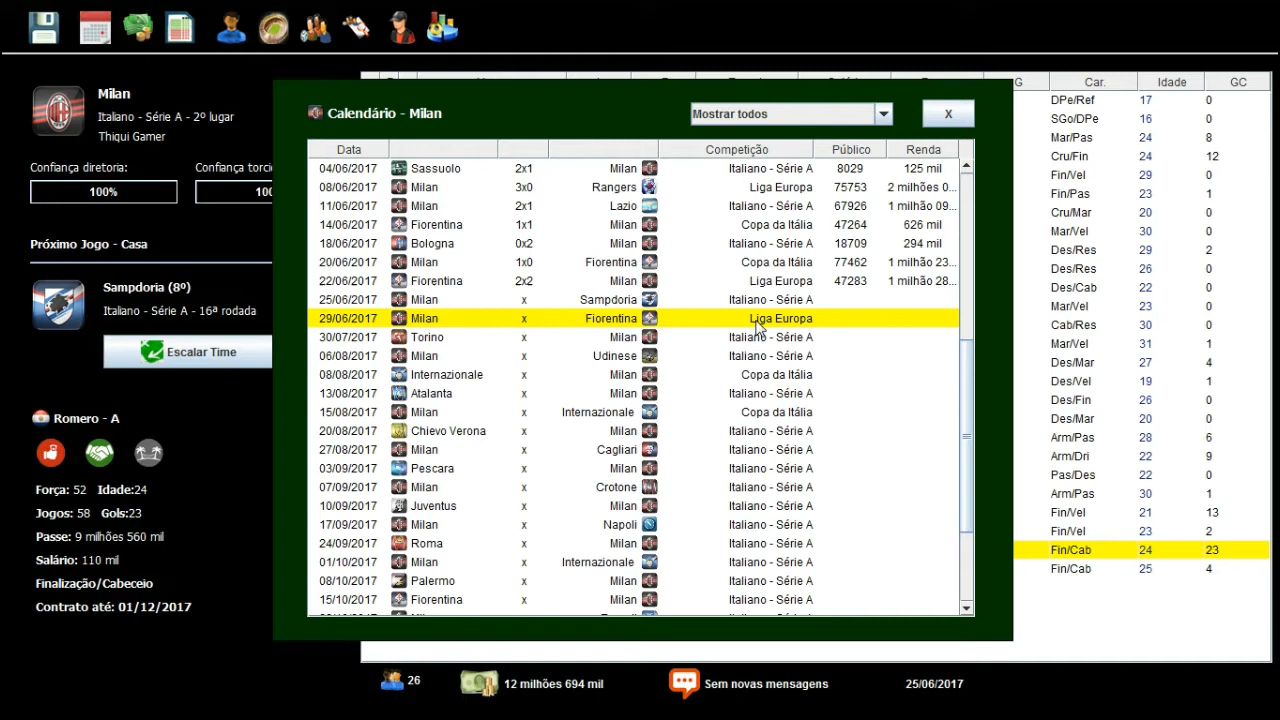 Milan
Italiano - Série A - 2º lugar
Thiqui Gamer
Confiança diretoria: Confiança torcic
100% 100
Próximo Jogo - Casa
Sampdoria (8º)
Italiano - Série A - 16ª rodada
Escalar Time
Romero - A
Força: 52 Idade:24
Jogos: 58 Gols:23
Passe: 9 milhões 560 mil
Salário: 110 mil
Finalização/Cabeceio
Contrato até: 01/12/2017
Calendário - Milan
Mostrar todos
X
Data Competição Público Renda
04/06/2017 Sassuolo 2x1 Milan Italiano - Série A 8029 125 mil
08/06/2017 Milan 3x0 Rangers Liga Europa 75753 2 milhões 0...
11/06/2017 Milan 2x1 Lazio Italiano - Série A 67926 1 milhão 09...
14/06/2017 Fiorentina 1x1 Milan Copa da Itália 47264 626 mil
18/06/2017 Bologna 0x2 Milan Italiano - Série A 18709 294 mil
20/06/2017 Milan 1x0 Fiorentina Copa da Itália 77462 1 milhão 23...
22/06/2017 Fiorentina 2x2 Milan Liga Europa 47283 1 milhão 28...
25/06/2017 Milan x Sampdoria Italiano - Série A
29/06/2017 Milan x Fiorentina Liga Europa
30/07/2017 Torino x Milan Italiano - Série A
06/08/2017 Milan x Udinese Italiano - Série A
08/08/2017 Internazionale x Milan Copa da Itália
13/08/2017 Atalanta x Milan Italiano - Série A
15/08/2017 Milan x Internazionale Copa da Itália
20/08/2017 Chievo Verona x Milan Italiano - Série A
27/08/2017 Milan x Cagliari Italiano - Série A
03/09/2017 Pescara x Milan Italiano - Série A
07/09/2017 Milan x Crotone Italiano - Série A
10/09/2017 Juventus x Milan Italiano - Série A
17/09/2017 Milan x Napoli Italiano - Série A
24/09/2017 Roma x Milan Italiano - Série A
01/10/2017 Milan x Internazionale Italiano - Série A
08/10/2017 Palermo x Milan Italiano - Série A
15/10/2017 Fiorentina x Milan Italiano - Série A
G Car. Idade GC
DPe/Ref 17 0
SGo/DPe 16 0
Mar/Pas 24 8
Cru/Fin 24 12
Fin/Vel 29 0
Fin/Pas 23 1
Cru/Mar 20 0
Mar/Vel 30 0
Des/Res 29 2
Des/Res 26 0
Des/Cab 22 0
Mar/Vel 23 0
Cab/Res 30 0
Mar/Vel 31 1
Des/Mar 27 4
Des/Vel 19 1
Des/Fin 26 0
Des/Mar 20 0
Arm/Pas 28 6
Arm/Dri 22 9
Pas/Des 22 0
Arm/Pas 30 1
Fin/Vel 21 13
Fin/Vel 23 2
Fin/Cab 24 23
Fin/Cab 25 4
26 12 milhões 694 mil Sem novas mensagens 25/06/2017